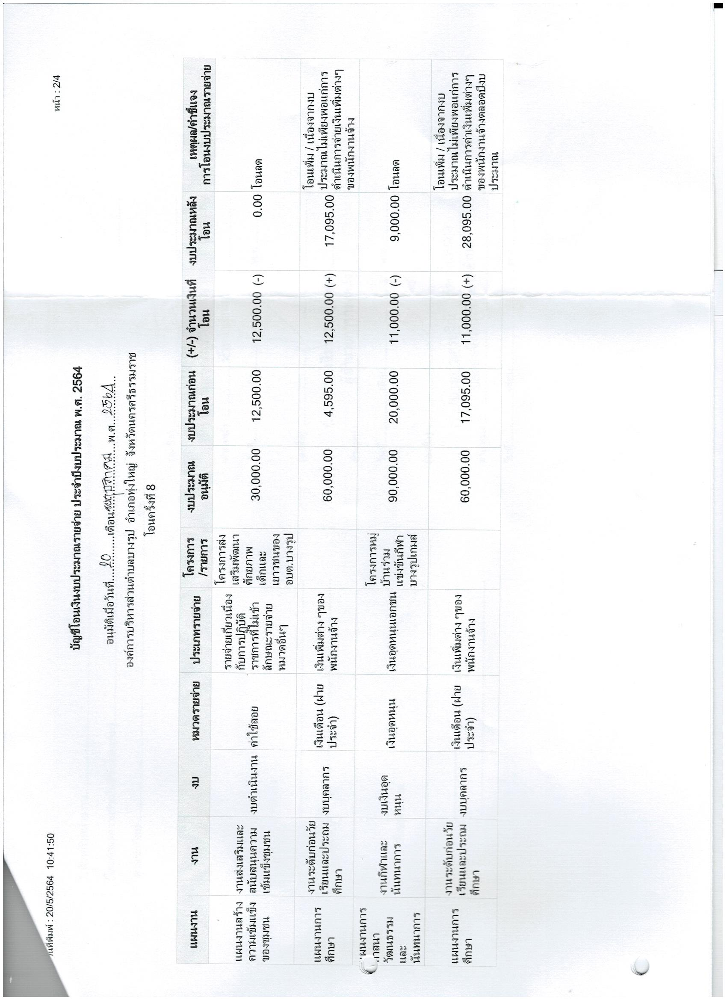 วันที่พิมพ์ : 20/5/2564 10:41:50
หน้า : 2/4
บัญชีโอนเงินงบประมาณรายจ่าย ประจำปีงบประมาณ พ.ศ. 2564
อนุมัติเมื่อวันที่....20.........เดือน...พฤษภาคม....พ.ศ....2564....
องค์การบริหารส่วนตำบลบางรูป อำเภอทุ่งใหญ่ จังหวัดนครศรีธรรมราช
โอนครั้งที่ 8
แผนงาน
งาน
งบ
หมวดรายจ่าย
ประเภทรายจ่าย
โครงการ
/รายการ
งบประมาณ
อนุมัติ
งบประมาณก่อน
โอน
(+/-) จำนวนเงินที่
โอน
งบประมาณหลัง
โอน
เหตุผล/คำชี้แจง
การโอนงบประมาณรายจ่าย
แผนงานสร้าง
ความเข้มแข็ง
ของชุมชน
งานส่งเสริมและ
สนับสนุนความ
เข้มแข็งชุมชน
งบดำเนินงาน
ค่าใช้สอย
รายจ่ายเกี่ยวเนื่อง
กับการปฏิบัติ
ราชการที่ไม่เข้า
ลักษณะรายจ่าย
หมวดอื่นๆ
โครงการส่ง
เสริมพัฒนา
ศักยภาพ
เด็กและ
เยาวชนของ
อบต.บางรูป
30,000.00
12,500.00
12,500.00 (-)
0.00
โอนลด
แผนงานการ
ศึกษา
งานระดับก่อนวัย
เรียนและประถม
ศึกษา
งบบุคลากร
เงินเดือน (ฝ่าย
ประจำ)
เงินเพิ่มต่าง ๆของ
พนักงานจ้าง
60,000.00
4,595.00
12,500.00 (+)
17,095.00
โอนเพิ่ม / เนื่องจากงบ
ประมาณไม่เพียงพอแก่การ
ดำเนินการจ่ายเงินเพิ่มต่างๆ
ของพนักงานจ้าง
แผนงานการ
ศาสนา
วัฒนธรรม
และ
นันทนาการ
งานกีฬาและ
นันทนาการ
งบเงินอุด
หนุน
เงินอุดหนุน
เงินอุดหนุนเอกชน
โครงการหมู่
บ้านร่วม
แข่งขันกีฬา
บางรูปเกมส์
90,000.00
20,000.00
11,000.00 (-)
9,000.00
โอนลด
แผนงานการ
ศึกษา
งานระดับก่อนวัย
เรียนและประถม
ศึกษา
งบบุคลากร
เงินเดือน (ฝ่าย
ประจำ)
เงินเพิ่มต่าง ๆของ
พนักงานจ้าง
60,000.00
17,095.00
11,000.00 (+)
28,095.00
โอนเพิ่ม / เนื่องจากงบ
ประมาณไม่เพียงพอแก่การ
ดำเนินการค่าเงินเพิ่มต่างๆ
ของพนักงานจ้างตลอดปีงบ
ประมาณ